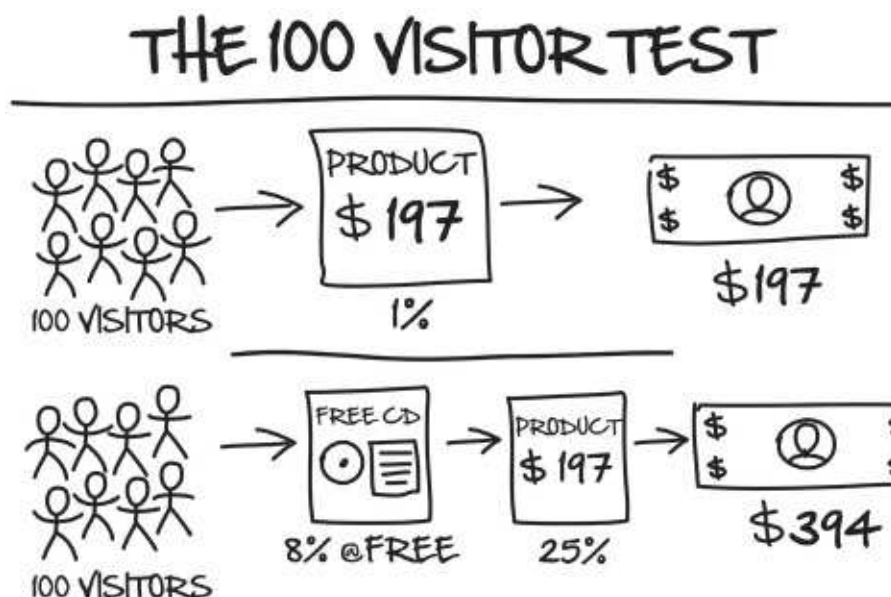 THE 100 VISITOR TEST
PRODUCT
$197
$ $
$ $
100 VISITORS
1%
$197
FREE CD
PRODUCT
$197
$
$
8% @FREE
25%
$394
100 VISITORS